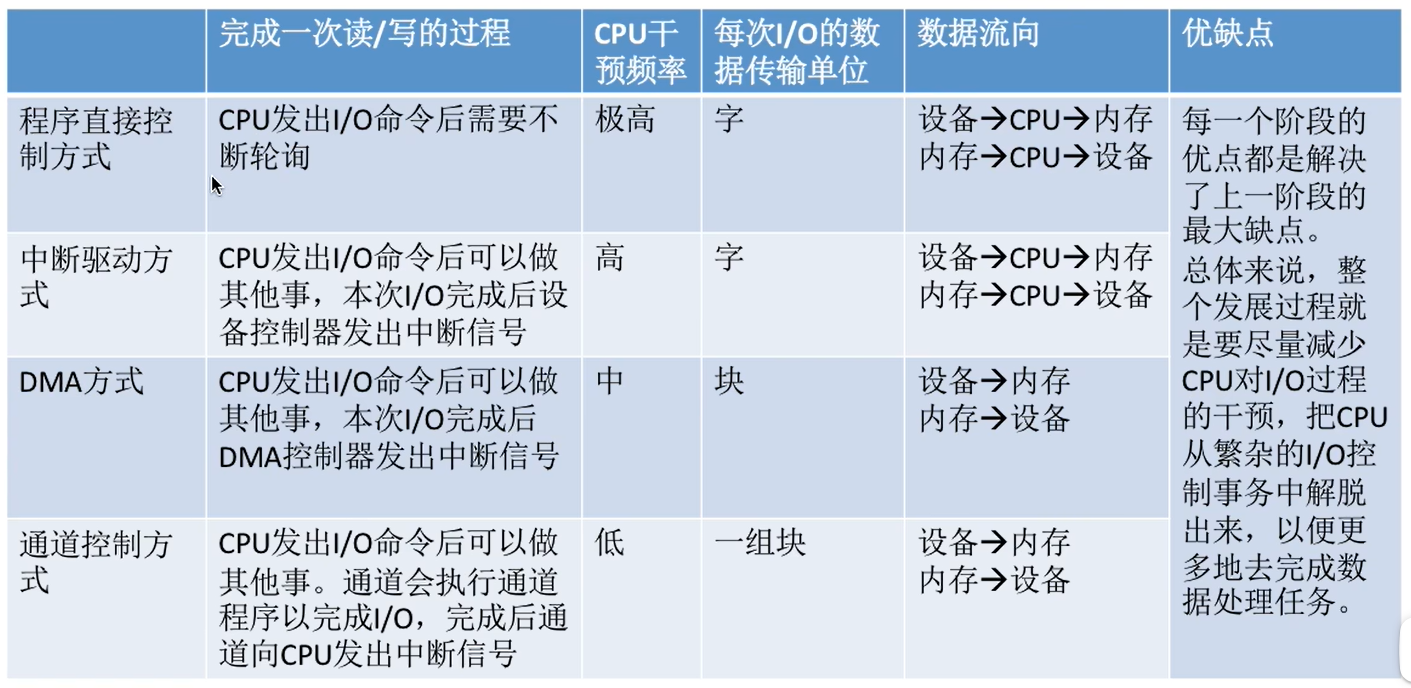 完成一次读/写的过程
CPU干
预频率
每次I/O的数
据传输单位
数据流向
优缺点
程序直接控
制方式
CPU发出I/O命令后需要不
断轮询
极高
字
设备→CPU→内存
内存→CPU→设备
每一个阶段的
优点都是解决
了上一阶段的
最大缺点。
总体来说，整
个发展过程就
是要尽量减少
CPU对I/O过程
的干预，把CPU
从繁杂的I/O控
制事务中解脱
出来，以便更
多地去完成数
据处理任务。
中断驱动方
式
CPU发出I/O命令后可以做
其他事，本次I/O完成后设
备控制器发出中断信号
高
字
设备→CPU→内存
内存→CPU→设备
DMA方式
CPU发出I/O命令后可以做
其他事，本次I/O完成后
DMA控制器发出中断信号
中
块
设备→内存
内存→设备
通道控制方
式
CPU发出I/O命令后可以做
其他事。通道会执行通道
程序以完成I/O，完成后通
道向CPU发出中断信号
低
一组块
设备→内存
内存→设备